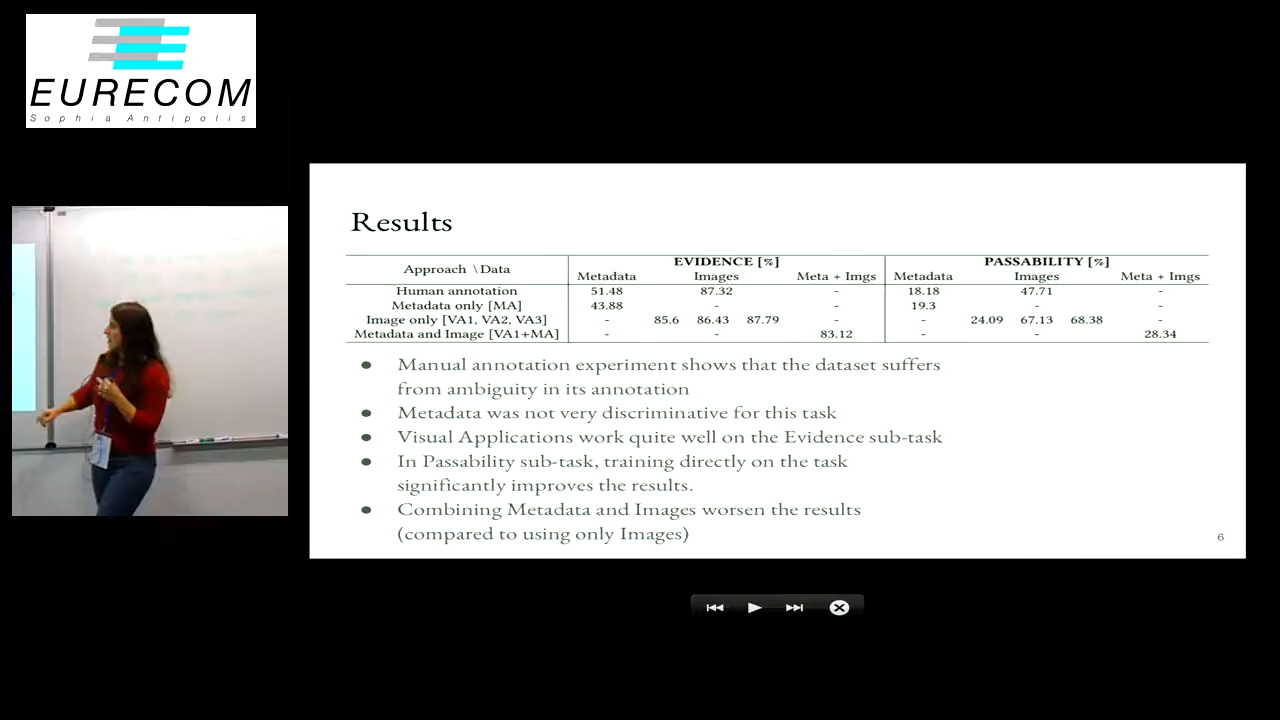 EURECOM
Sophia Antipolis
Results
Approach \Data
EVIDENCE [%]
PASSABILITY [%]
Metadata Images Meta + Imgs Metadata Images Meta + Imgs
Human annotation 51.48 87.32 - 18.18 47.71 -
Metadata only [MA] 43.88 - - 19.3 - -
Image only [VA1, VA2, VA3] - 85.6 86.43 87.79 - - 24.09 67.13 68.38 -
Metadata and Image [VA1+MA] - - 83.12 - - 28.34
● Manual annotation experiment shows that the dataset suffers
from ambiguity in its annotation
● Metadata was not very discriminative for this task
● Visual Applications work quite well on the Evidence sub-task
● In Passability sub-task, training directly on the task
significantly improves the results.
● Combining Metadata and Images worsen the results
(compared to using only Images)
6